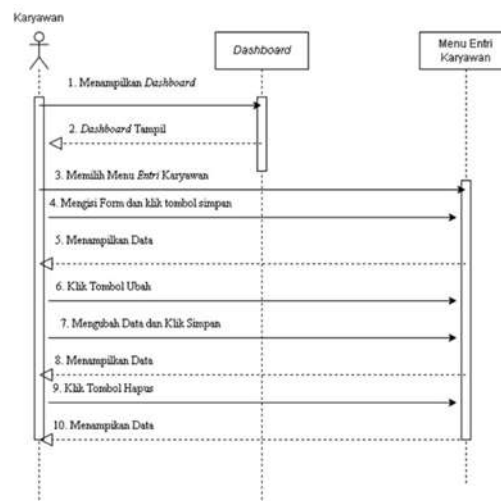 Karyawan
Dashboard
Menu Entri
Karyawan
1. Menampilkan Dashboard
2. Dashboard Tampil
3. Memilih Menu Entri Karyawan
4. Mengisi Form dan klik tombol simpan
5. Menampilkan Data
6. Klik Tombol Ubah
7. Mengubah Data dan Klik Simpan
8. Menampilkan Data
9. Klik Tombol Hapus
10. Menampikan Data